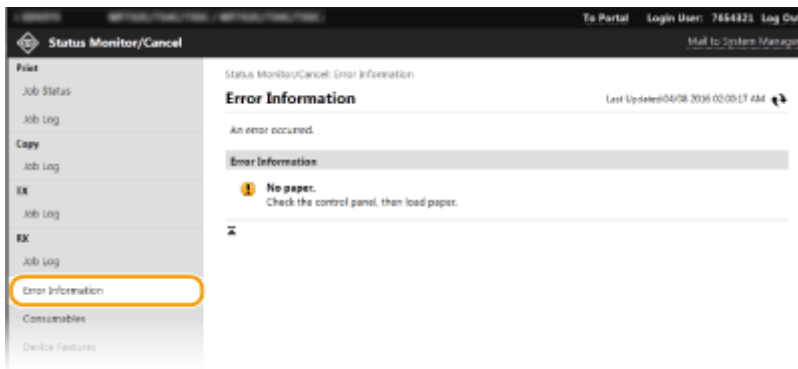 To Portal Login User: 7654321 Log Ou
Status Monitor/Cancel
Mail to System Manager
Print
Job Status
Job Log
Copy
Job Log
TX
Job Log
RX
Job Log
Error Information
Consumables
Device Features
Status Monitor/Cancel: Error Information
Error Information
Last Updated:04/08 2016 02:00:17 AM
An error occurred.
Error Information
No paper.
Check the control panel, then load paper.